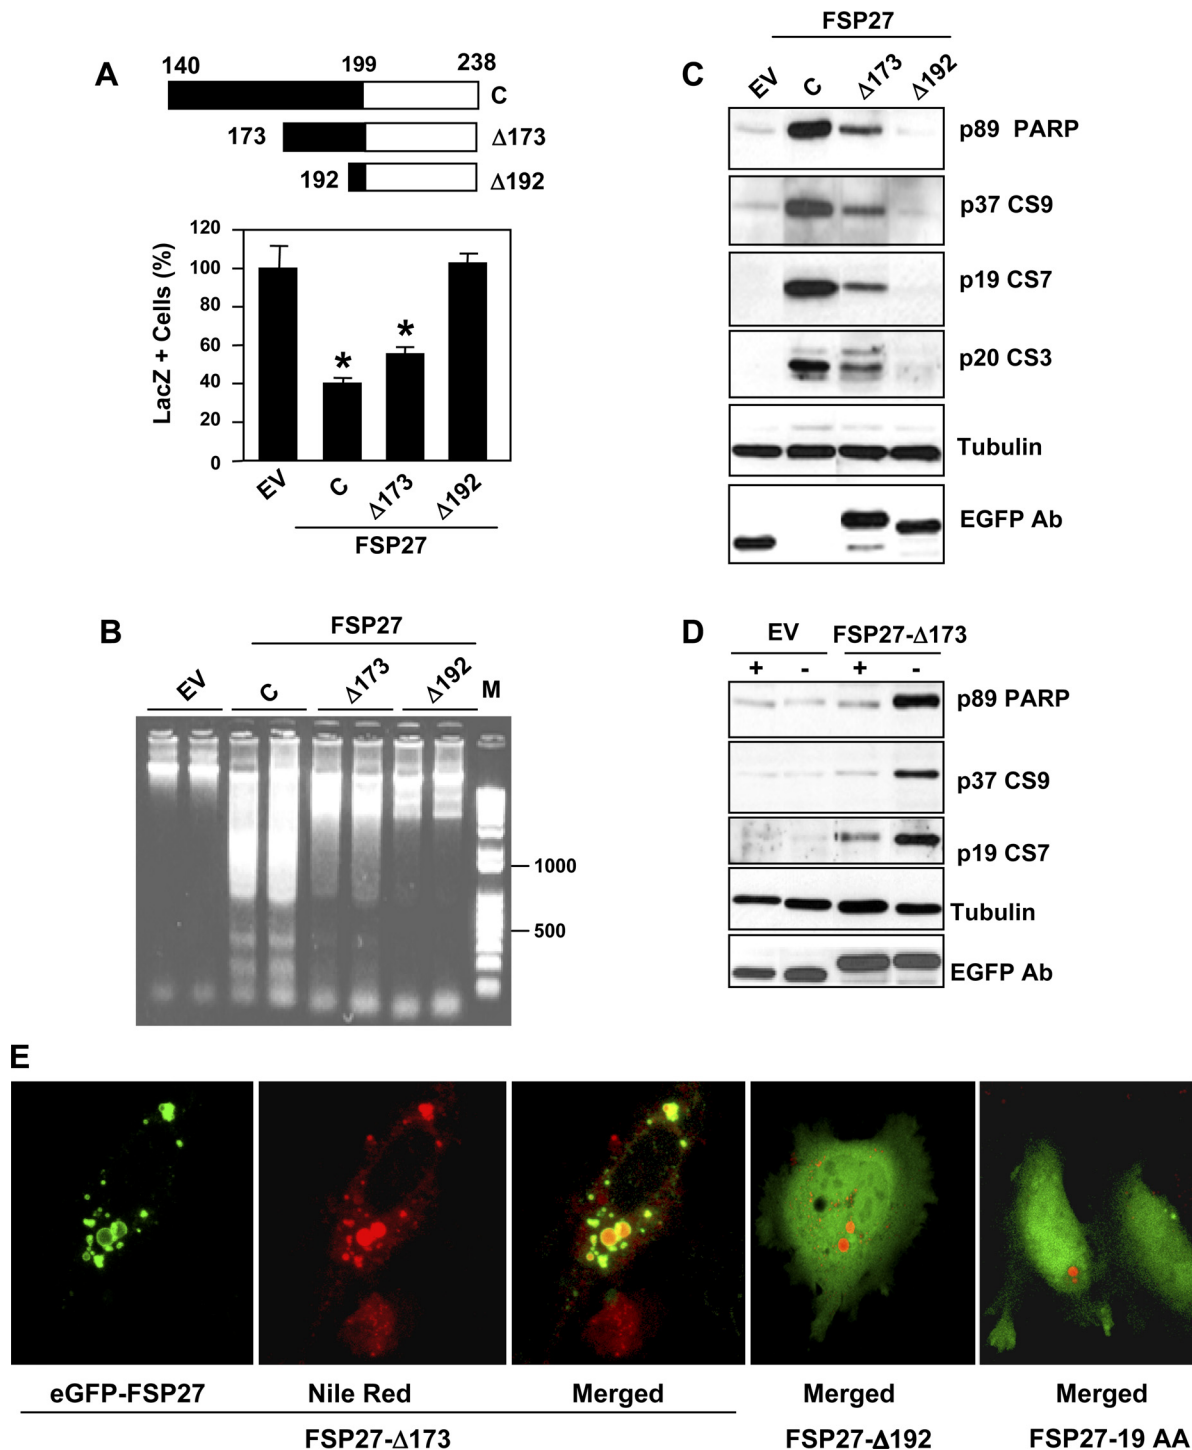 A
140 199 238
C
173 Δ173
192 Δ192
LacZ + Cells (%)
120
100
80
60
40
20
0
EV C Δ173 Δ192
FSP27
B
FSP27
EV C Δ173 Δ192 M
1000
500
C
FSP27
EV C Δ173 Δ192
p89 PARP
p37 CS9
p19 CS7
p20 CS3
Tubulin
EGFP Ab
D
EV FSP27-Δ173
+ - + -
p89 PARP
p37 CS9
p19 CS7
Tubulin
EGFP Ab
E
eGFP-FSP27 Nile Red Merged Merged Merged
FSP27-Δ173 FSP27-Δ192 FSP27-19 AA